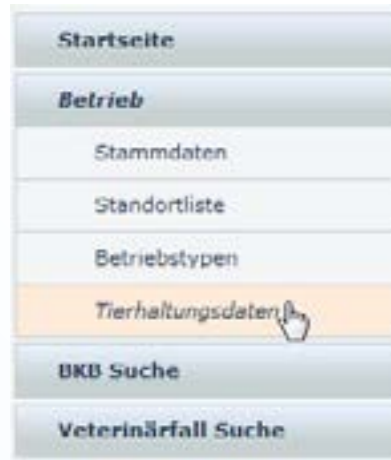 Startseite
Betrieb
Stammdaten
Standortliste
Betriebstypen
Tierhaltungsdaten
BKB Suche
Veterinärfall Suche